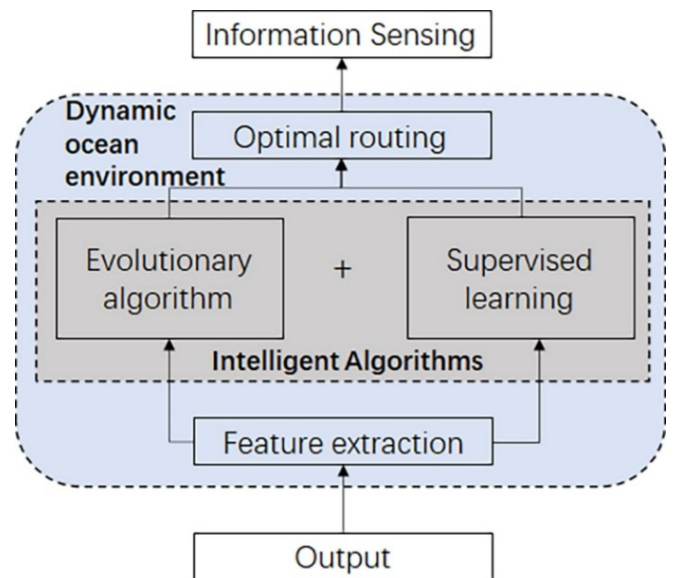 Information Sensing
Dynamic
ocean
environment
Optimal routing
Evolutionary
algorithm
+
Supervised
learning
Intelligent Algorithms
Feature extraction
Output